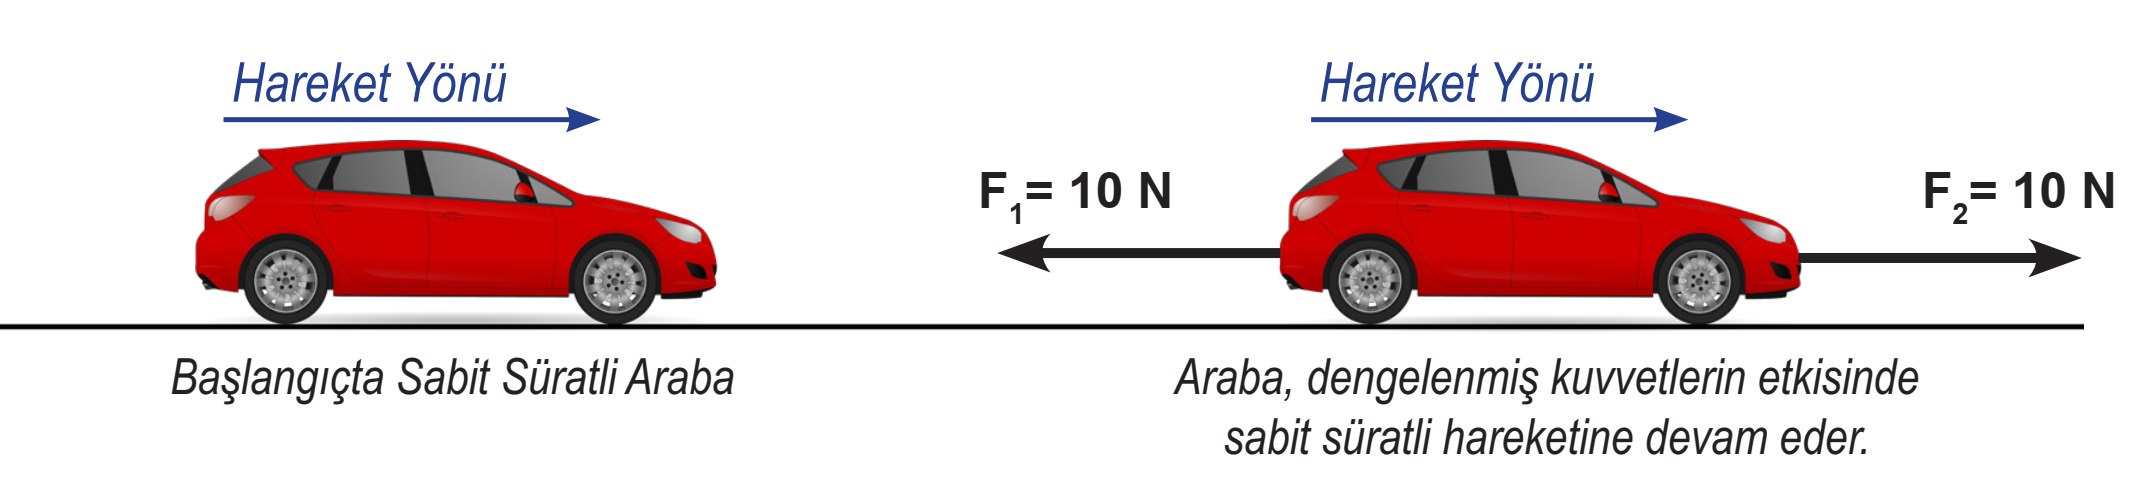 Hareket Yönü
Hareket Yönü
F1= 10 N
F2= 10 N
Başlangıçta Sabit Süratli Araba
Araba, dengelenmiş kuvvetlerin etkisinde
sabit süratli hareketine devam eder.